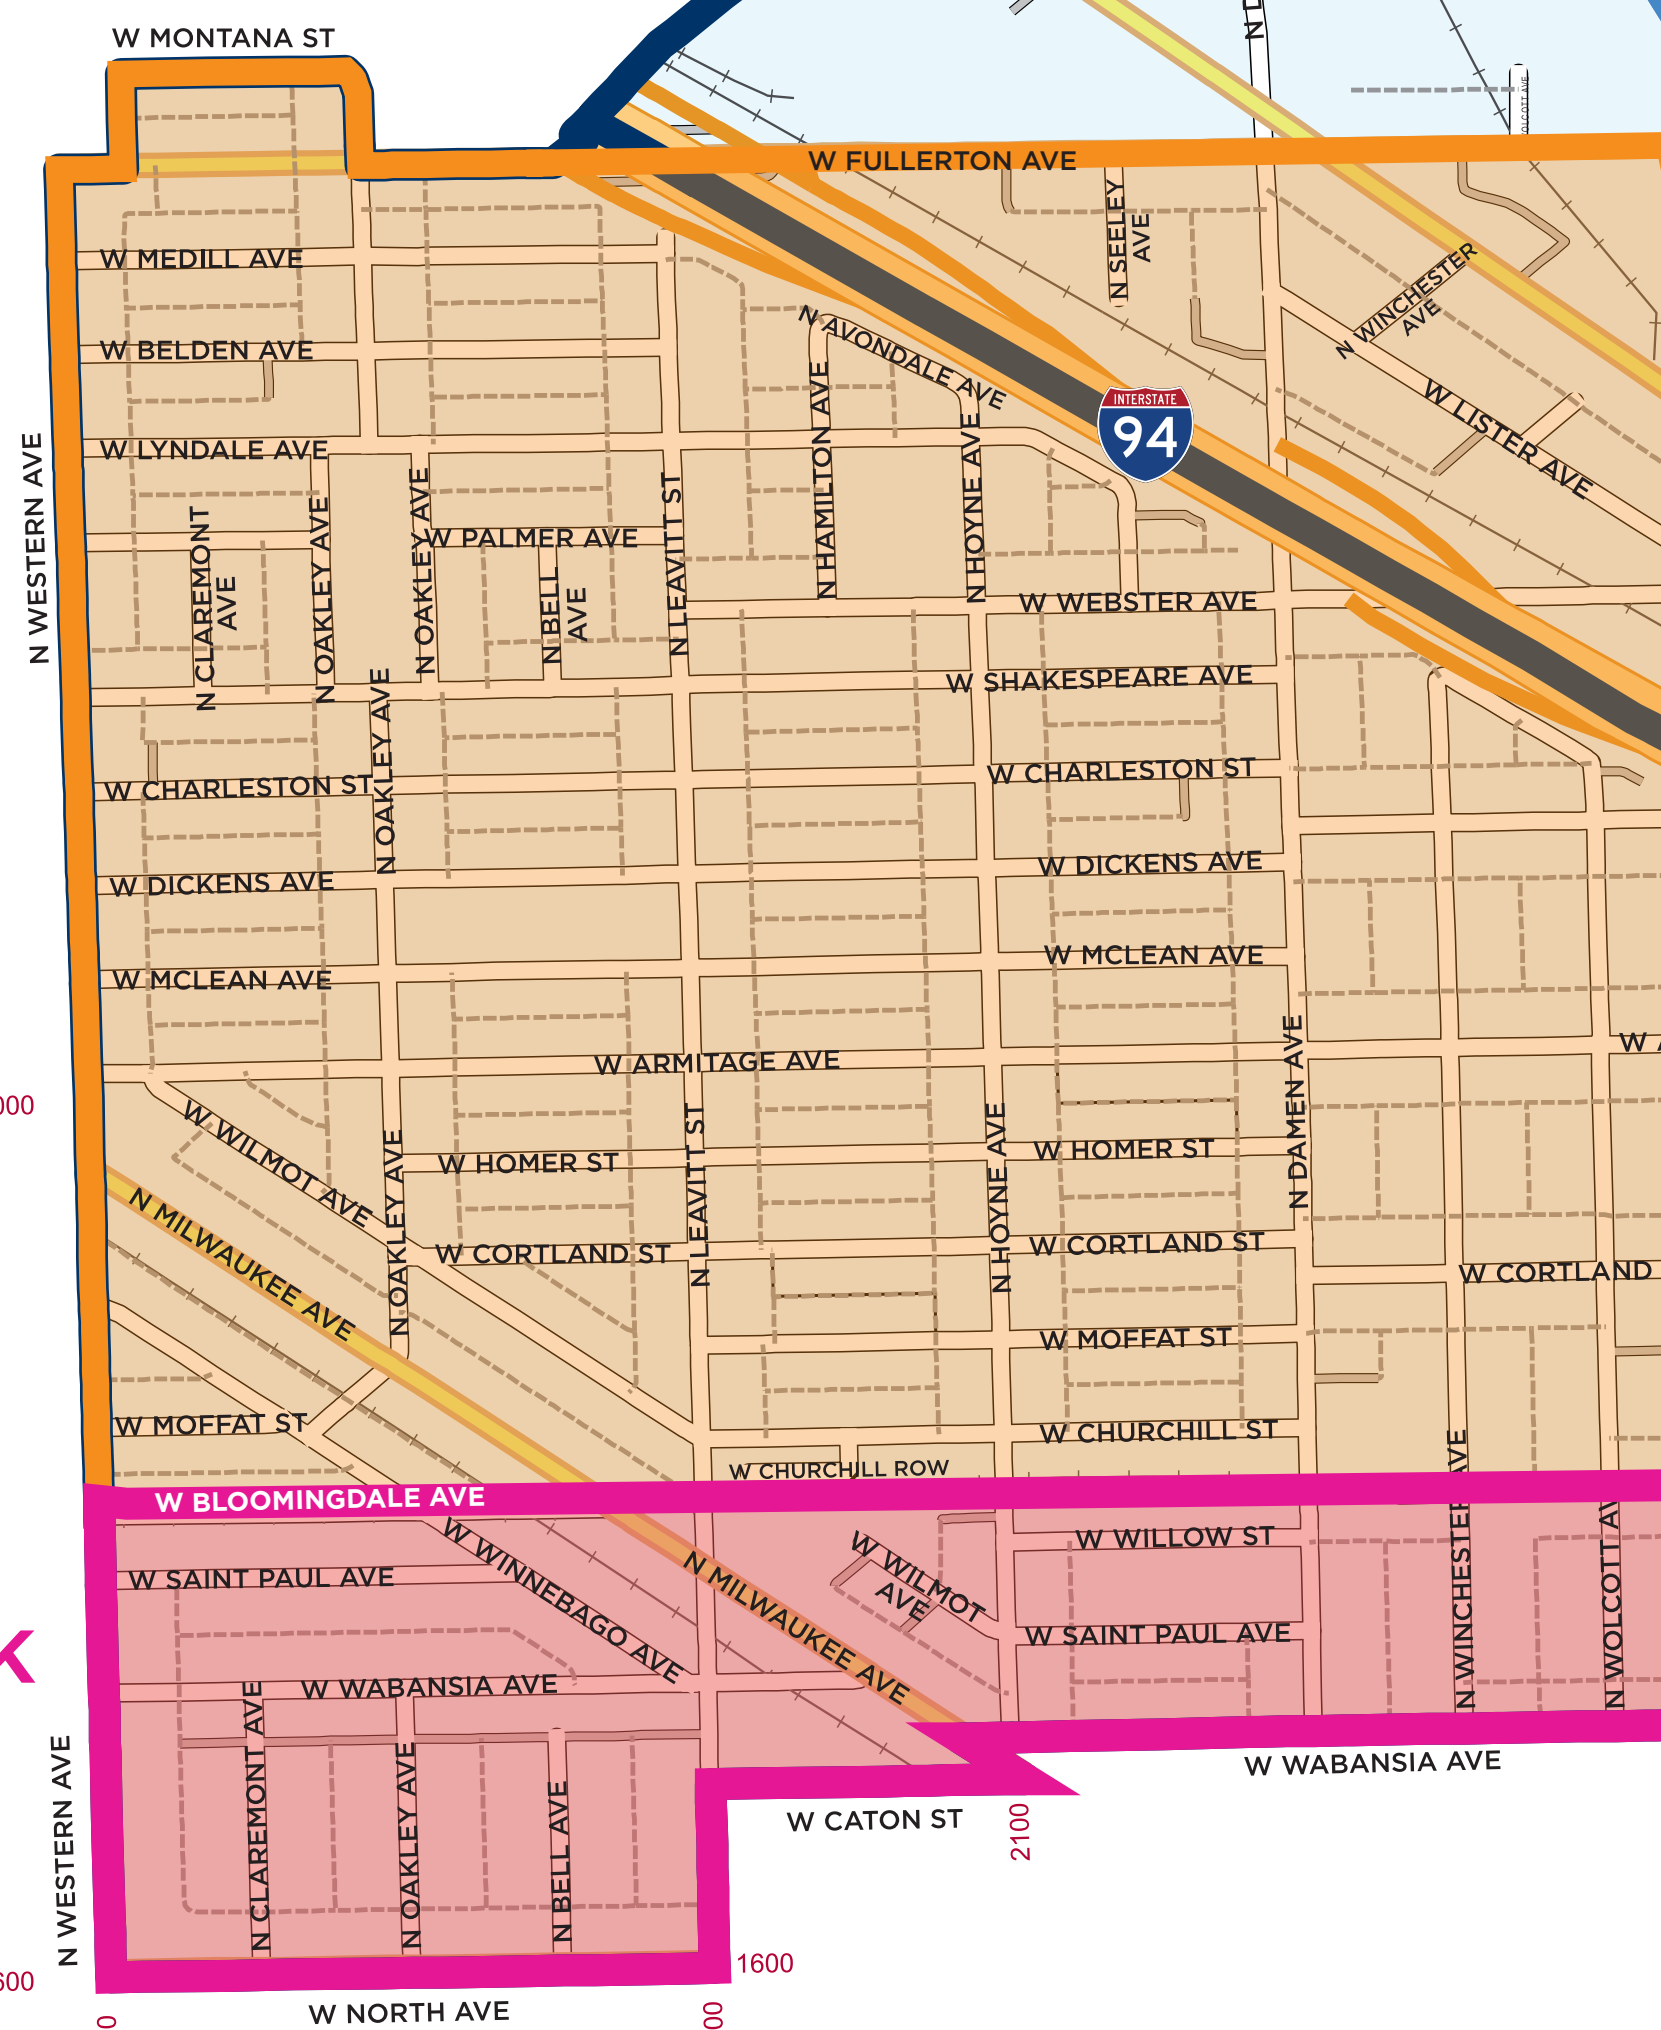 W MONTANA ST
N L
OLCOTT AVE
W FULLERTON AVE
N SEELEY
AVE
W MEDILL AVE
N WINCHESTER
AVE
N AVONDALE AVE
W BELDEN AVE
INTERSTATE
94
W LISTER AVE
W LYNDALE AVE
N WESTERN AVE
N CLAREMONT
AVE
N OAKLEY AVE
N OAKLEY AVE
W PALMER AVE
N BELL
AVE
N LEAVITT ST
N HAMILTON AVE
N HOYNE AVE
W WEBSTER AVE
W SHAKESPEARE AVE
N OAKLEY AVE
W CHARLESTON ST
W CHARLESTON ST
W DICKENS AVE
W DICKENS AVE
W MCLEAN AVE
W MCLEAN AVE
W ARMITAGE AVE
W A
000
N DAMEN AVE
W WILMOT AVE
N OAKLEY AVE
W HOMER ST
N LEAVITT ST
N HOYNE AVE
W HOMER ST
N MILWAUKEE AVE
W CORTLAND ST
W CORTLAND ST
W CORTLAND
W MOFFAT ST
W MOFFAT ST
W CHURCHILL ST
W CHURCHILL ROW
W BLOOMINGDALE AVE
W WINNEBAGO AVE
N MILWAUKEE AVE
W WILMOT
AVE
W WILLOW ST
W SAINT PAUL AVE
W SAINT PAUL AVE
N WINCHESTER AVE
N WOLCOTT AV
K
W WABANSIA AVE
N CLAREMONT AVE
N OAKLEY AVE
N BELL AVE
N WESTERN AVE
W WABANSIA AVE
W CATON ST
2100
1600
600
W NORTH AVE
0
00